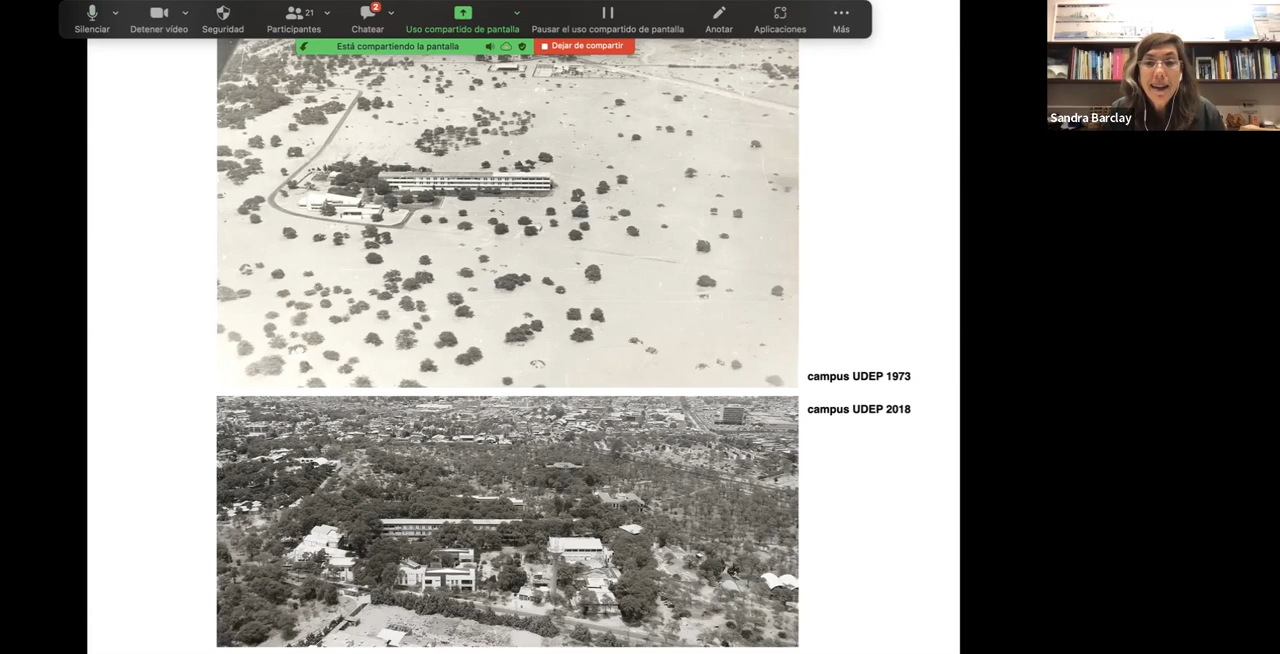 21
2
Silenciar
Detener vídeo
Seguridad
Participantes
Chatear
Uso compartido de pantalla
Pausar el uso compartido de pantalla
Anotar
Aplicaciones
Más
Está compartiendo la pantalla
Dejar de compartir
Sandra Barclay
campus UDEP 1973
campus UDEP 2018